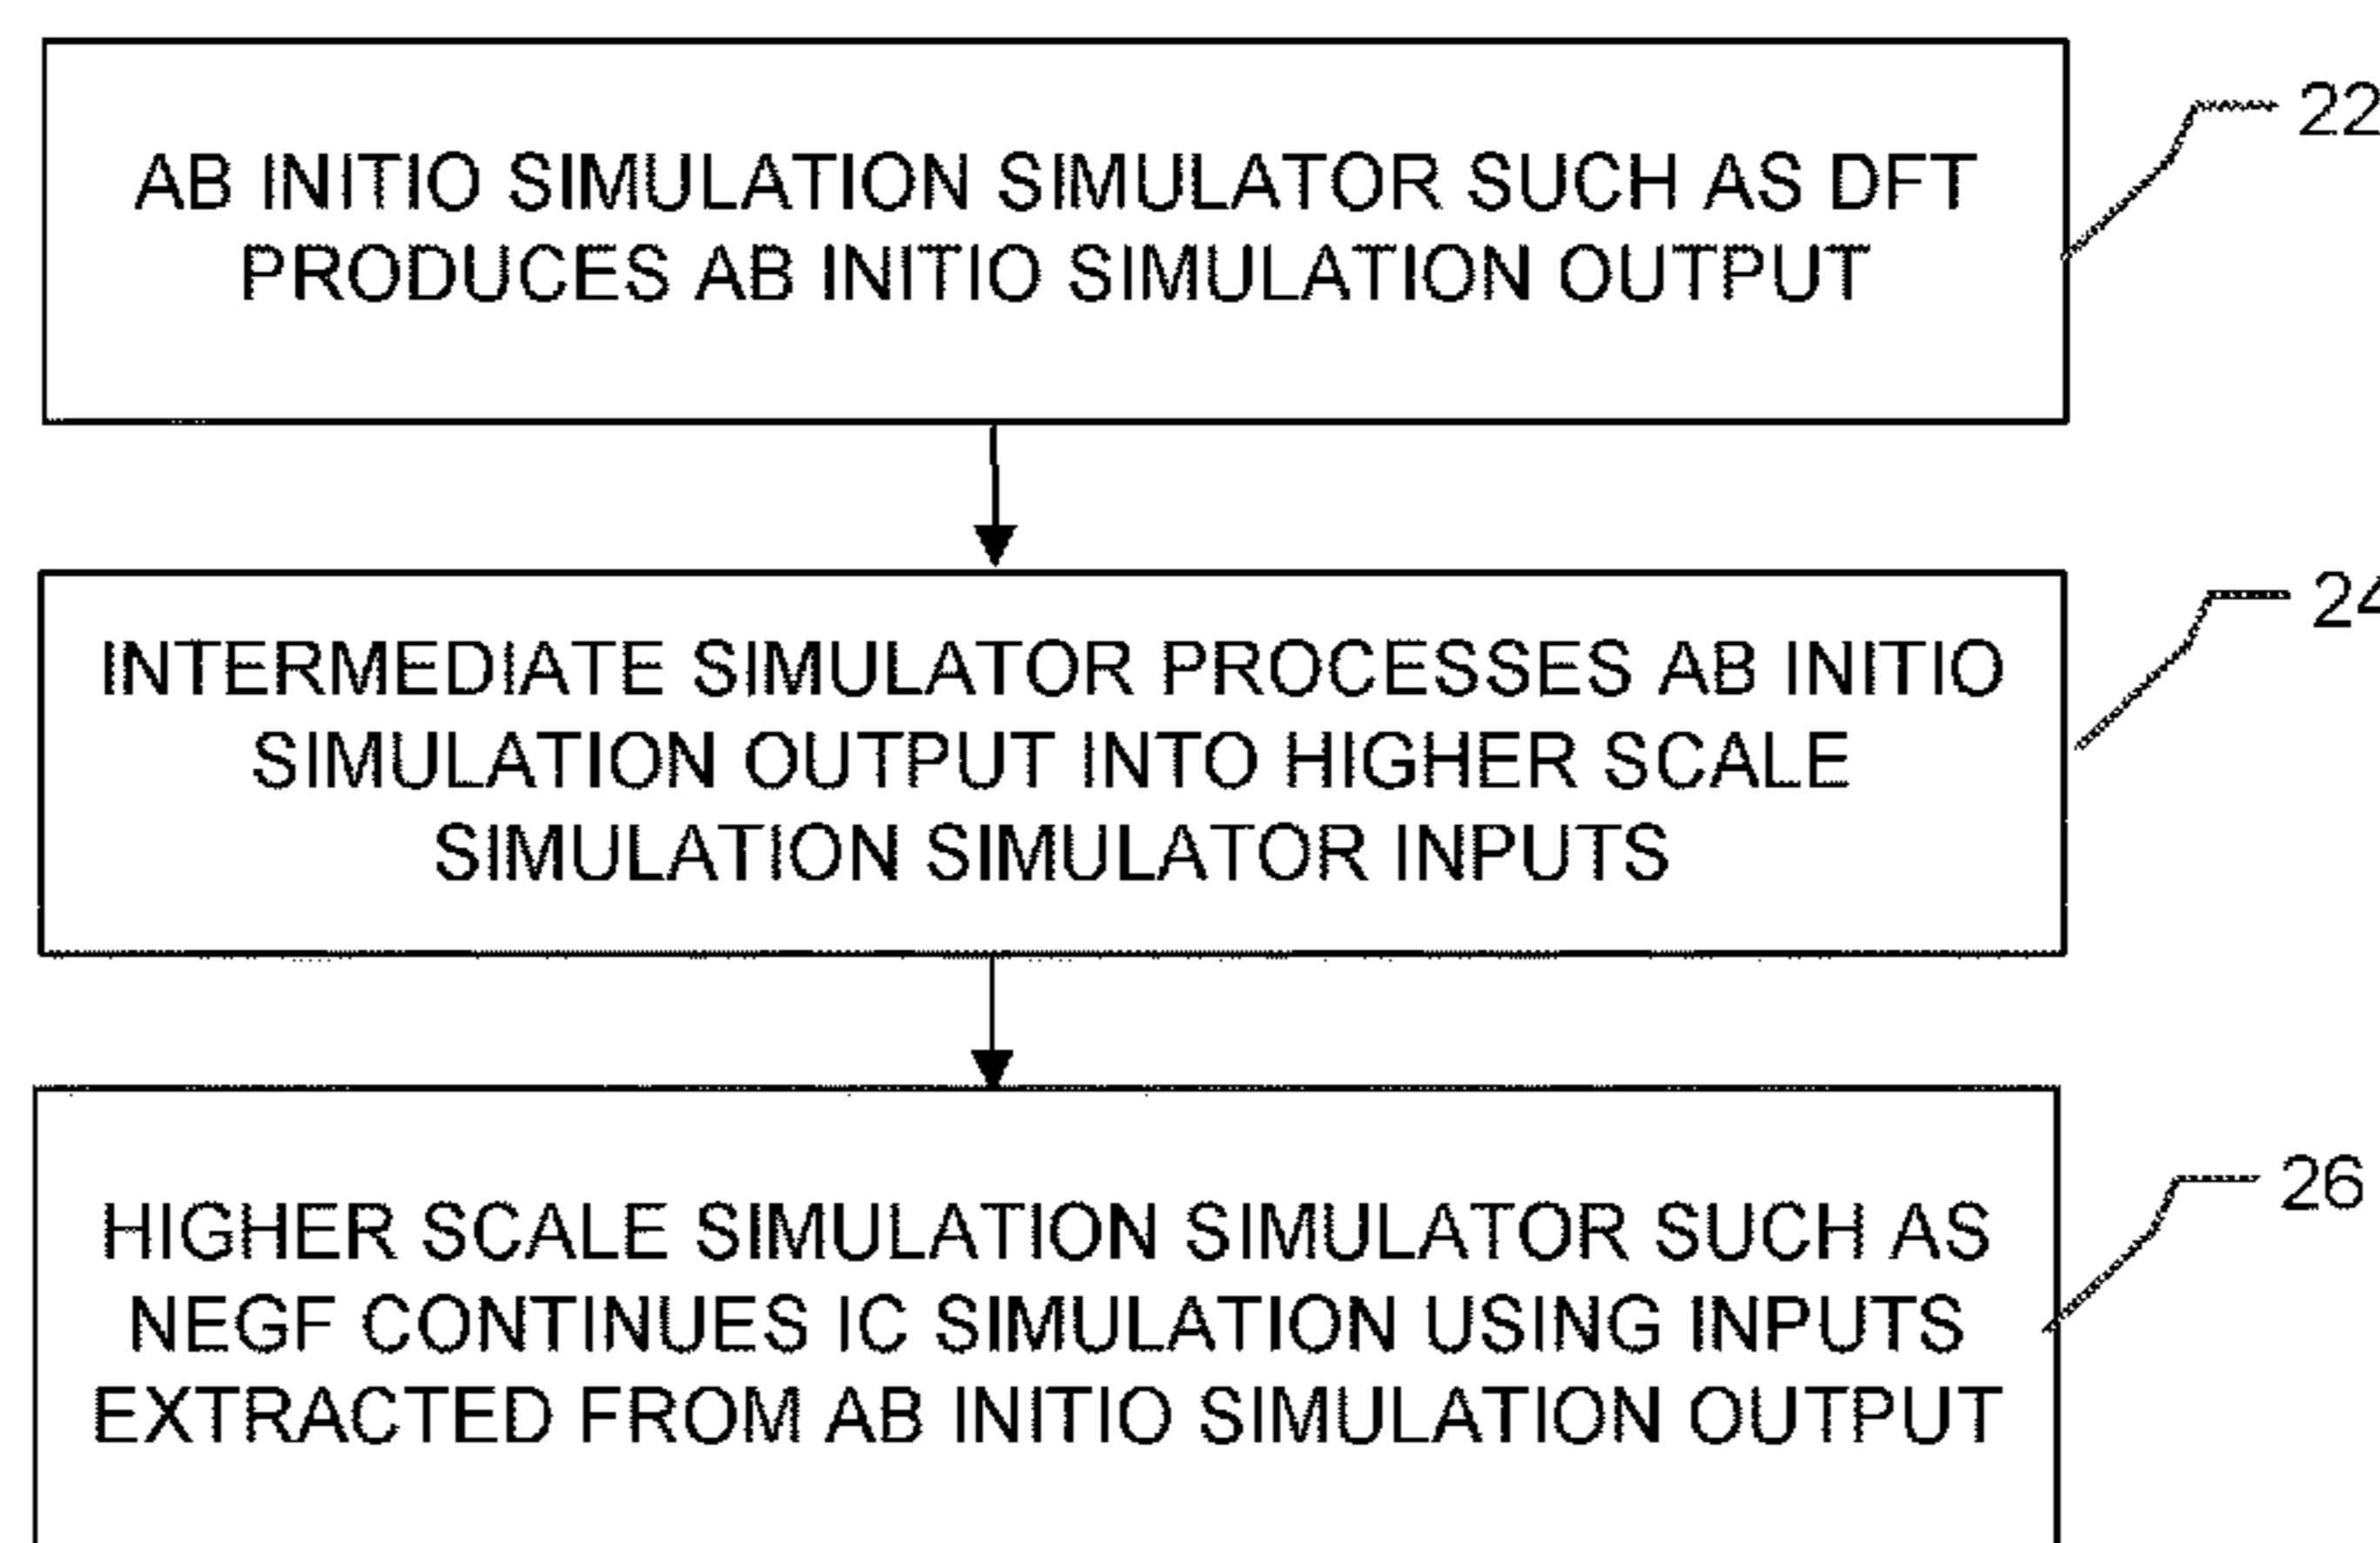 AB INITIO SIMULATION SIMULATOR SUCH AS DFT
PRODUCES AB INITIO SIMULATION OUTPUT
22
INTERMEDIATE SIMULATOR PROCESSES AB INITIO
SIMULATION OUTPUT INTO HIGHER SCALE
SIMULATION SIMULATOR INPUTS
24
HIGHER SCALE SIMULATION SIMULATOR SUCH AS
NEGF CONTINUES IC SIMULATION USING INPUTS
EXTRACTED FROM AB INITIO SIMULATION OUTPUT
26